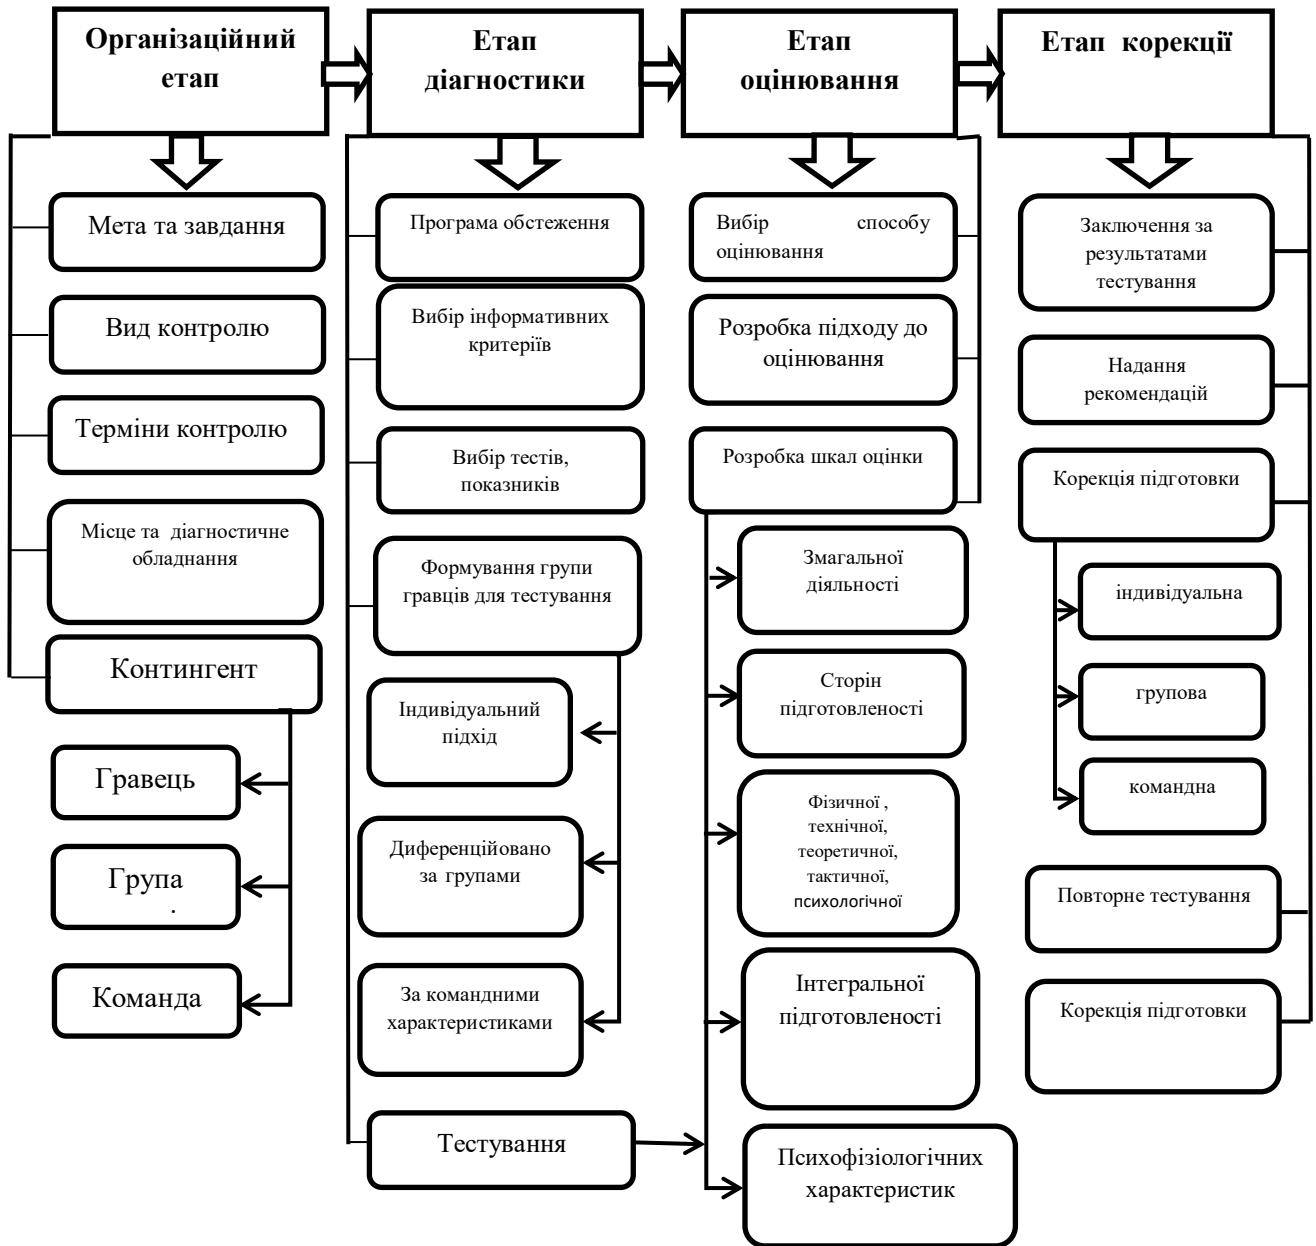 Організаційний
етап
Етап
діагностики
Етап
оцінювання
Етап корекції
Мета та завдання
Вид контролю
Терміни контролю
Місце та діагностичне
обладнання
Контингент
Гравець
Група
.
Команда
Програма обстеження
Вибір інформативних
критеріїв
Вибір тестів,
показників
Формування групи
гравців для тестування
Індивідуальний
підхід
Диференційовано
за групами
За командними
характеристиками
Тестування
Вибір способу
оцінювання
Розробка підходу до
оцінювання
Розробка шкал оцінки
Змагальної
діяльності
Сторін
підготовленості
Фізичної ,
технічної,
теоретичної,
тактичної,
психологічної
Інтегральної
підготовленості
Психофізіологічних
характеристик
Заключення за
результатами
тестування
Надання
рекомендацій
Корекція підготовки
індивідуальна
групова
командна
Повторне тестування
Корекція підготовки